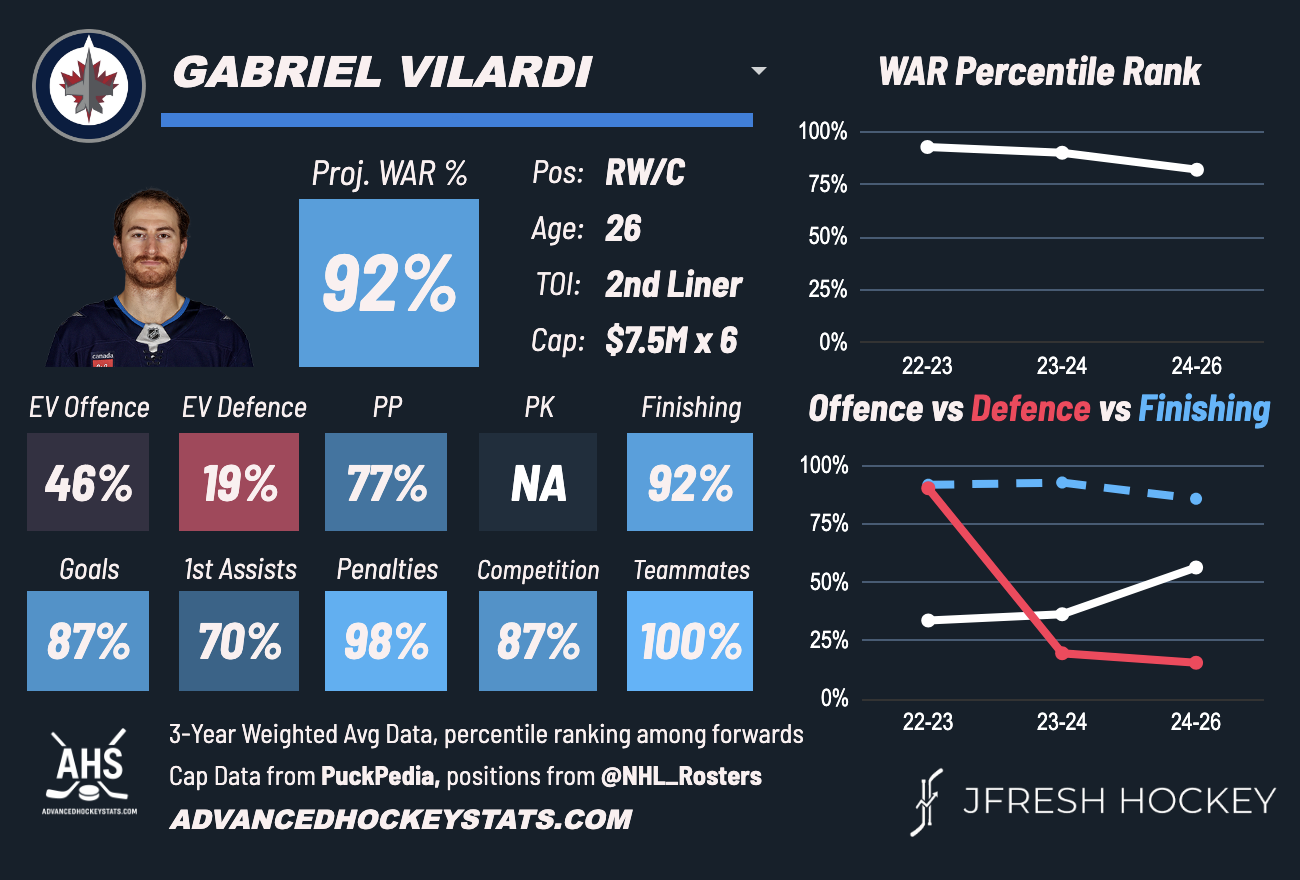 GABRIEL VILARDI
Proj. WAR %
92%
Pos: RW/C
Age: 26
TOI: 2nd Liner
Cap: $7.5M x 6
canada
EV Offence EV Defence PP PK Finishing
46% 19% 77% NA 92%
Goals 1st Assists Penalties Competition Teammates
87% 70% 98% 87% 100%
WAR Percentile Rank
100%
75%
50%
25%
0%
22-23 23-24 24-26
Offence vs Defence vs Finishing
100%
75%
50%
25%
0%
22-23 23-24 24-26
AHS
ADVANCEDHOCKEYSTATS.COM
3-Year Weighted Avg Data, percentile ranking among forwards
Cap Data from PuckPedia, positions from @NHL_Rosters
ADVANCEDHOCKEYSTATS.COM
JFRESH HOCKEY